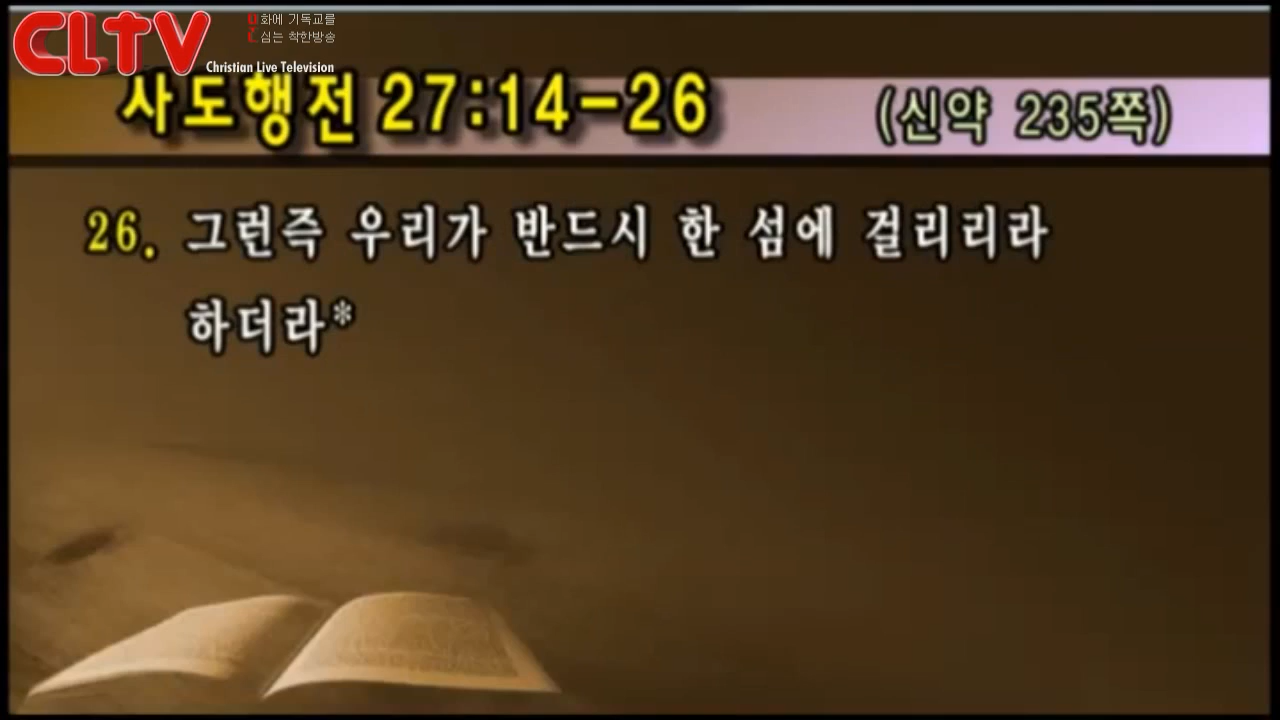 CLTV
미화에 기독교를
심는 착한방송
Christian Live Television
사도행전 27:14-26 (신약 235쪽)
26. 그런즉 우리가 반드시 한 섬에 걸리리라
하더라*